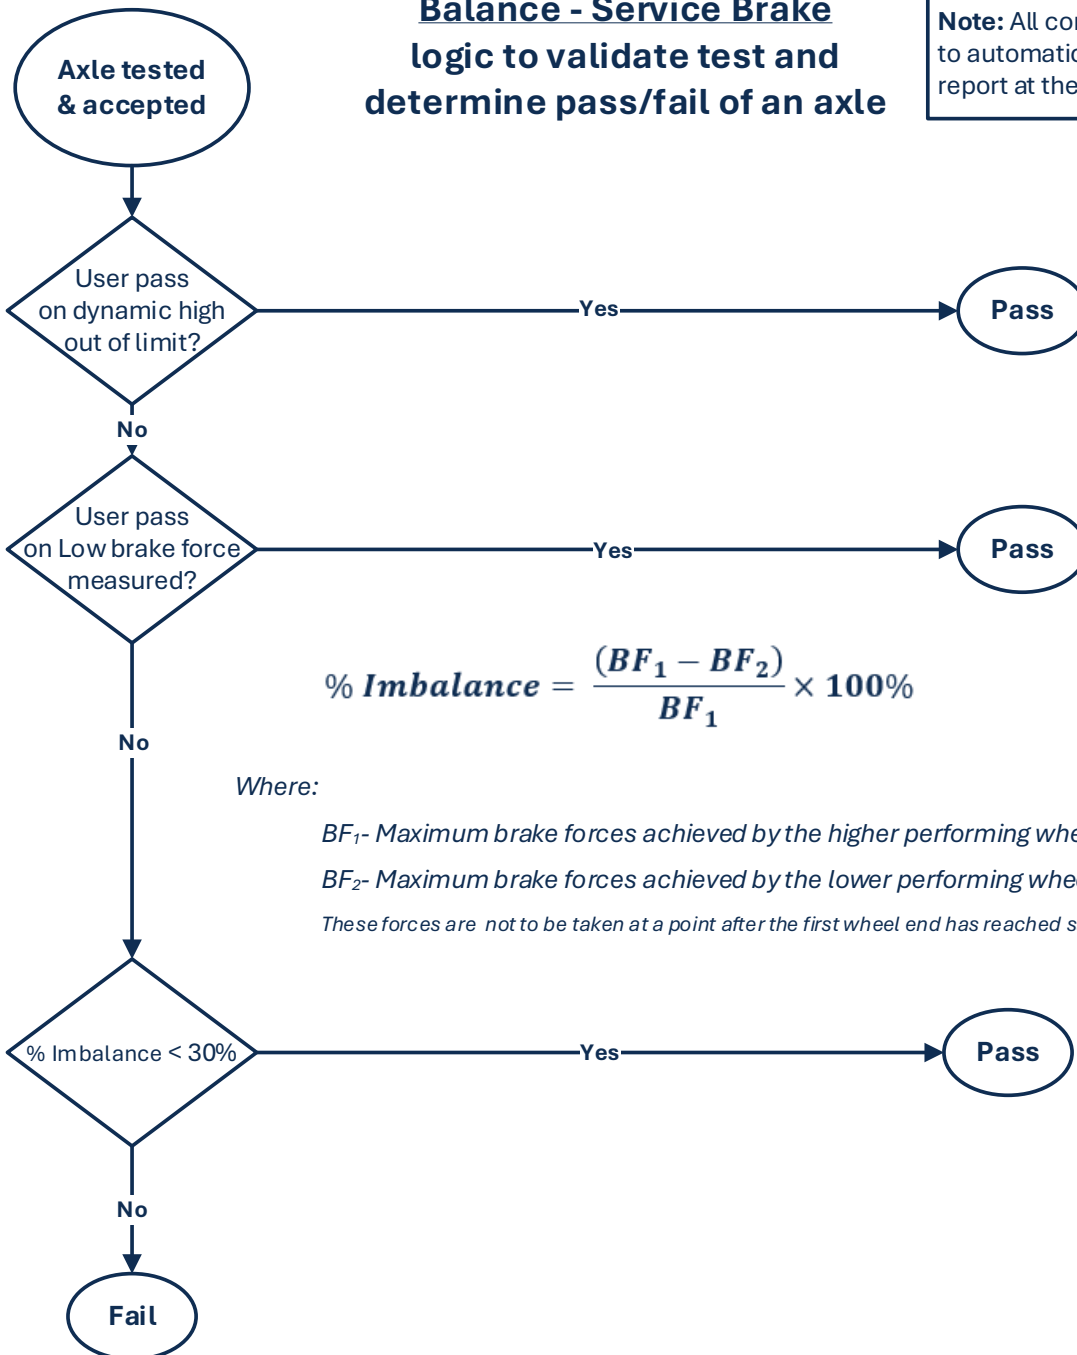 Balance - Service Brake
logic to validate test and
determine pass/fail of an axle
Note: All
to automatic
report at the
Axle tested
& accepted
User pass
on dynamic high
out of limit?
Yes
Pass
No
User pass
on Low brake force
measured?
Yes
Pass
% Imbalance = (BF₁ − BF₂) / BF₁ × 100%
No
Where:
BF₁- Maximum brake forces achieved by the higher performing
BF₂- Maximum brake forces achieved by the lower performing
These forces are not to be taken at a point after the first wheel end has reached
% Imbalance < 30%
Yes
Pass
No
Fail